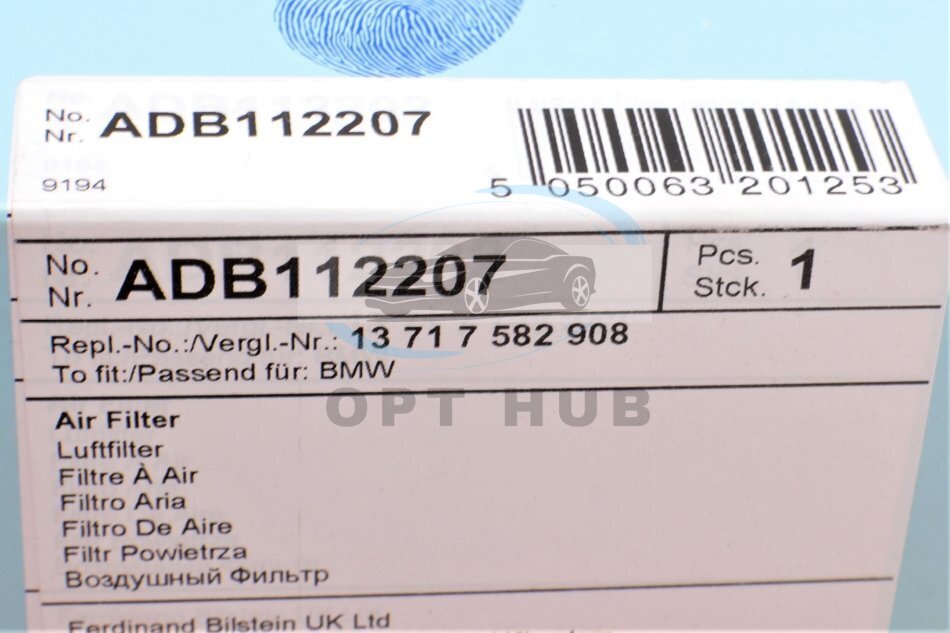 No.
Nr. ADB112207
9194
5 050063 201253
No.
Nr. ADB112207
Pcs.
Stck. 1
Repl.-No.:/Vergl.-Nr.: 13 71 7 582 908
To fit:/Passend für: BMW
OPT HUB
Air Filter
Luftfilter
Filtre À Air
Filtro Aria
Filtro De Aire
Filtr Powietrza
Воздушный Фильтр
Ferdinand Bilstein UK Ltd